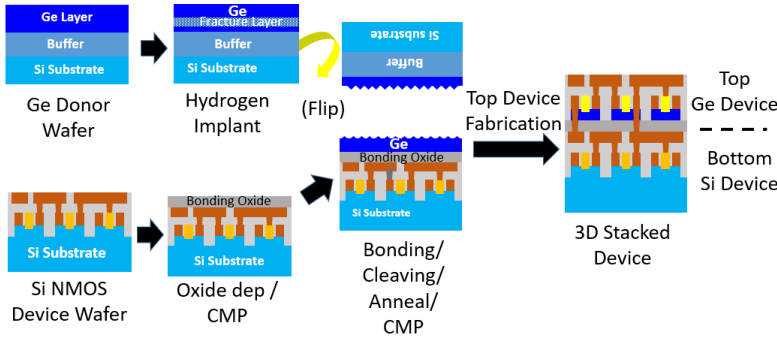 Ge Layer
Buffer
Si Substrate
Ge Donor
Wafer
Ge
Fracture Layer
Buffer
Si Substrate
Hydrogen
Implant
(Flip)
Si substrate
Buffer
Ge
Bonding Oxide
Si Substrate
Bonding/
Cleaving/
Anneal/
CMP
Si Substrate
Si NMOS
Device Wafer
Bonding Oxide
Si Substrate
Oxide dep /
CMP
Top Device
Fabrication
3D Stacked
Device
Top
Ge Device
Bottom
Si Device